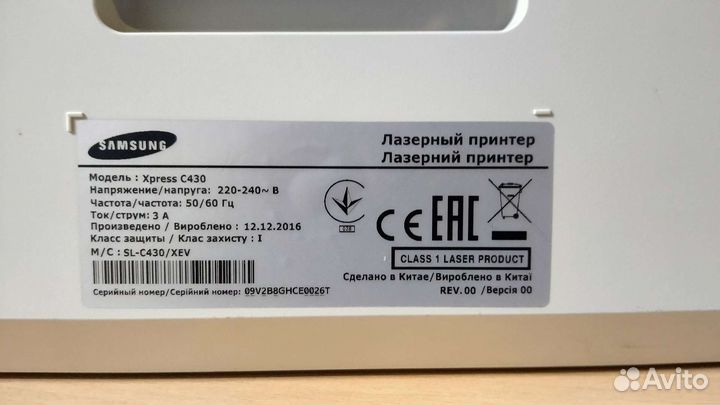 SAMSUNG
Лазерный принтер
Лазерний принтер
Модель : Xpress C430
Напряжение/напруга: 220-240~ В
Частота/частота: 50/60 Гц
Ток/струм: 3 А
Произведено / Вироблено : 12.12.2016
Класс защиты / Клас захисту : I
M/C : SL-C430/XEV
Серийный номер/Серійний номер: 09V2B8GHCE0026T
CE EAC
CLASS 1 LASER PRODUCT
Сделано в Китае/Вироблено в Китаї
REV. 00 /Версія 00
Avito